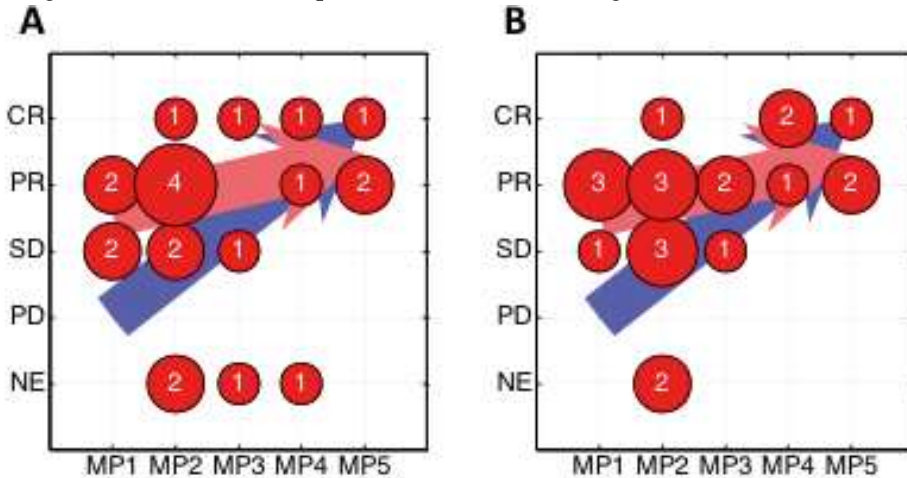 A B
CR 1 1 1 1 CR 1 2 1
PR 2 4 1 2 PR 3 3 2 1 2
SD 2 2 1 SD 1 3 1
PD PD
NE 2 1 1 NE 2
MP1 MP2 MP3 MP4 MP5 MP1 MP2 MP3 MP4 MP5